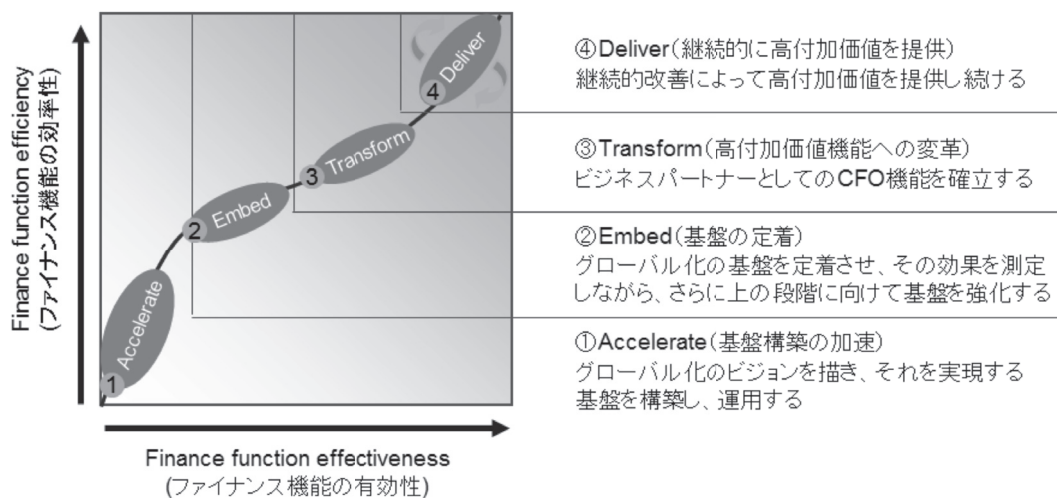 Finance function efficiency
(ファイナンス機能の効率性)
④Deliver(継続的に高付加価値を提供)
継続的改善によって高付加価値を提供し続ける
③Transform(高付加価値機能への変革)
ビジネスパートナーとしてのCFO機能を確立する
②Embed(基盤の定着)
グローバル化の基盤を定着させ、その効果を測定
しながら、さらに上の段階に向けて基盤を強化する
①Accelerate(基盤構築の加速)
グローバル化のビジョンを描き、それを実現する
基盤を構築し、運用する
4
Deliver
3
Transform
2
Embed
1
Accelerate
Finance function effectiveness
(ファイナンス機能の有効性)